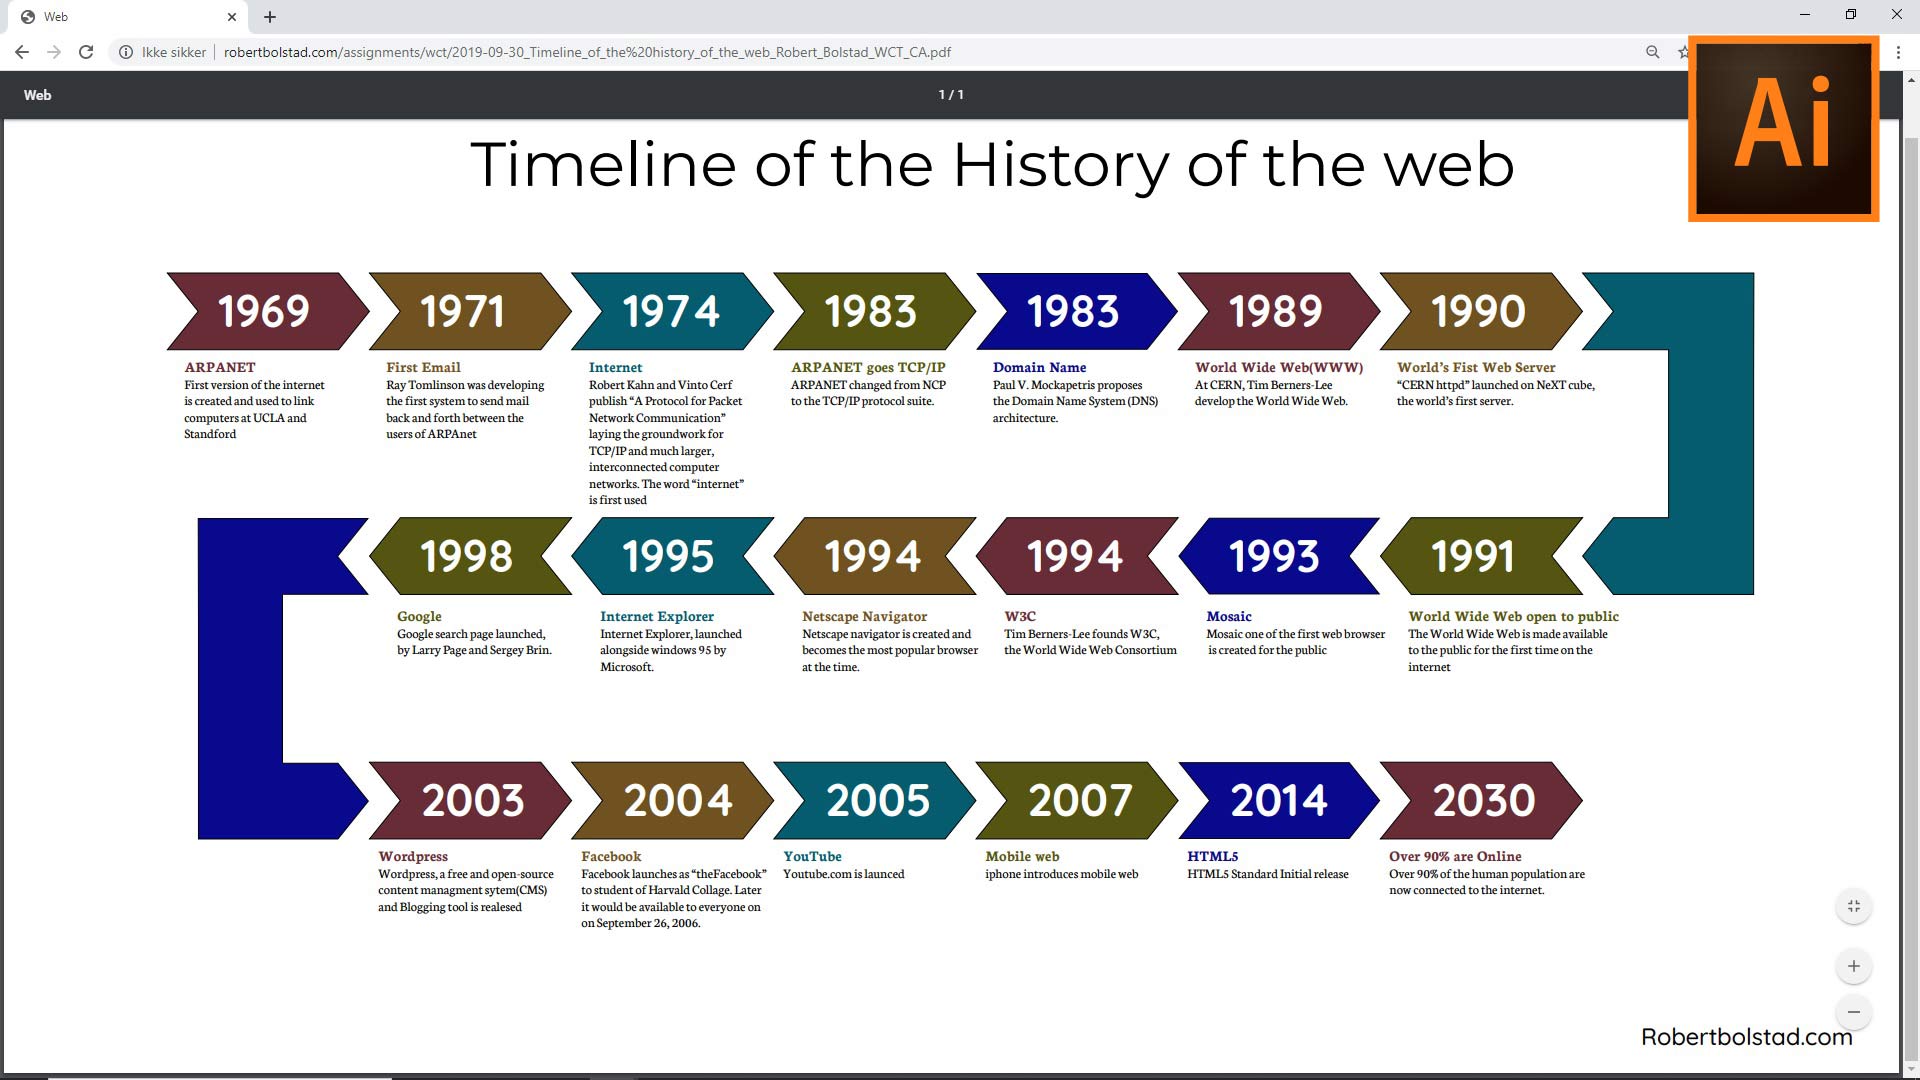 Web
Ikke sikker
robertbolstad.com/assignments/wct/2019-09-30_Timeline_of_the%20history_of_the_web_Robert_Bolstad_WCT_CA.pdf
Web
1 / 1
Ai
Timeline of the History of the web
1969
1971
1974
1983
1983
1989
1990
ARPANET
First version of the internet
is created and used to link
computers at UCLA and
Standford
First Email
Ray Tomlinson was developing
the first system to send mail
back and forth between the
users of ARPAnet
Internet
Robert Kahn and Vinto Cerf
publish “A Protocol for Packet
Network Communication”
laying the groundwork for
TCP/IP and much larger,
interconnected computer
networks. The word “internet”
is first used
ARPANET goes TCP/IP
ARPANET changed from NCP
to the TCP/IP protocol suite.
Domain Name
Paul V. Mockapetris proposes
the Domain Name System (DNS)
architecture.
World Wide Web(WWW)
At CERN, Tim Berners-Lee
develop the World Wide Web.
World’s Fist Web Server
“CERN httpd” launched on NeXT cube,
the world’s first server.
1998
1995
1994
1994
1993
1991
Google
Google search page launched,
by Larry Page and Sergey Brin.
Internet Explorer
Internet Explorer, launched
alongside windows 95 by
Microsoft.
Netscape Navigator
Netscape navigator is created and
becomes the most popular browser
at the time.
W3C
Tim Berners-Lee founds W3C,
the World Wide Web Consortium
Mosaic
Mosaic one of the first web browser
is created for the public
World Wide Web open to public
The World Wide Web is made available
to the public for the first time on the
internet
2003
2004
2005
2007
2014
2030
Wordpress
Wordpress, a free and open-source
content managment sytem(CMS)
and Blogging tool is realesed
Facebook
Facebook launches as “theFacebook”
to student of Harvald Collage. Later
it would be available to everyone on
on September 26, 2006.
YouTube
Youtube.com is launced
Mobile web
iphone introduces mobile web
HTML5
HTML5 Standard Initial release
Over 90% are Online
Over 90% of the human population are
now connected to the internet.
Robertbolstad.com